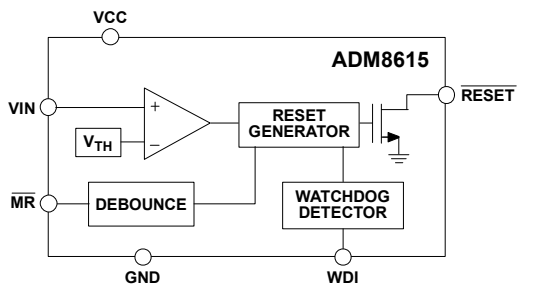 VCC
ADM8615
VIN
+
VTH
–
RESET
GENERATOR
RESET
MR
DEBOUNCE
WATCHDOG
DETECTOR
GND
WDI